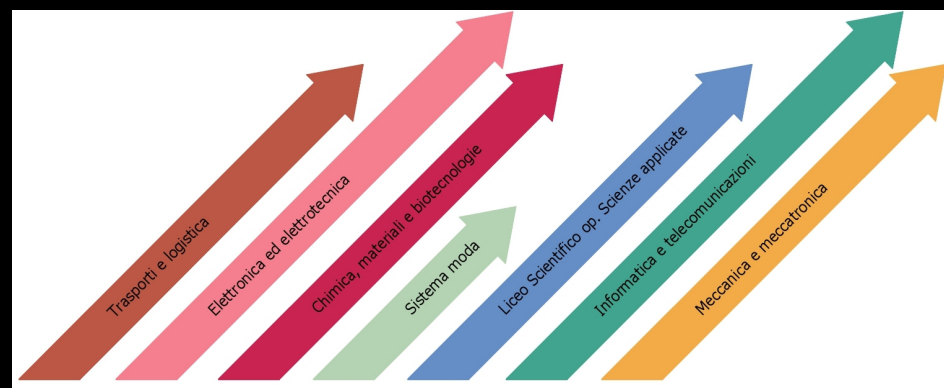 Trasporti e logistica
Elettronica ed elettrotecnica
Chimica, materiali e biotecnologie
Sistema moda
Liceo Scientifico op. Scienze applicate
Informatica e telecomunicazioni
Meccanica e meccatronica